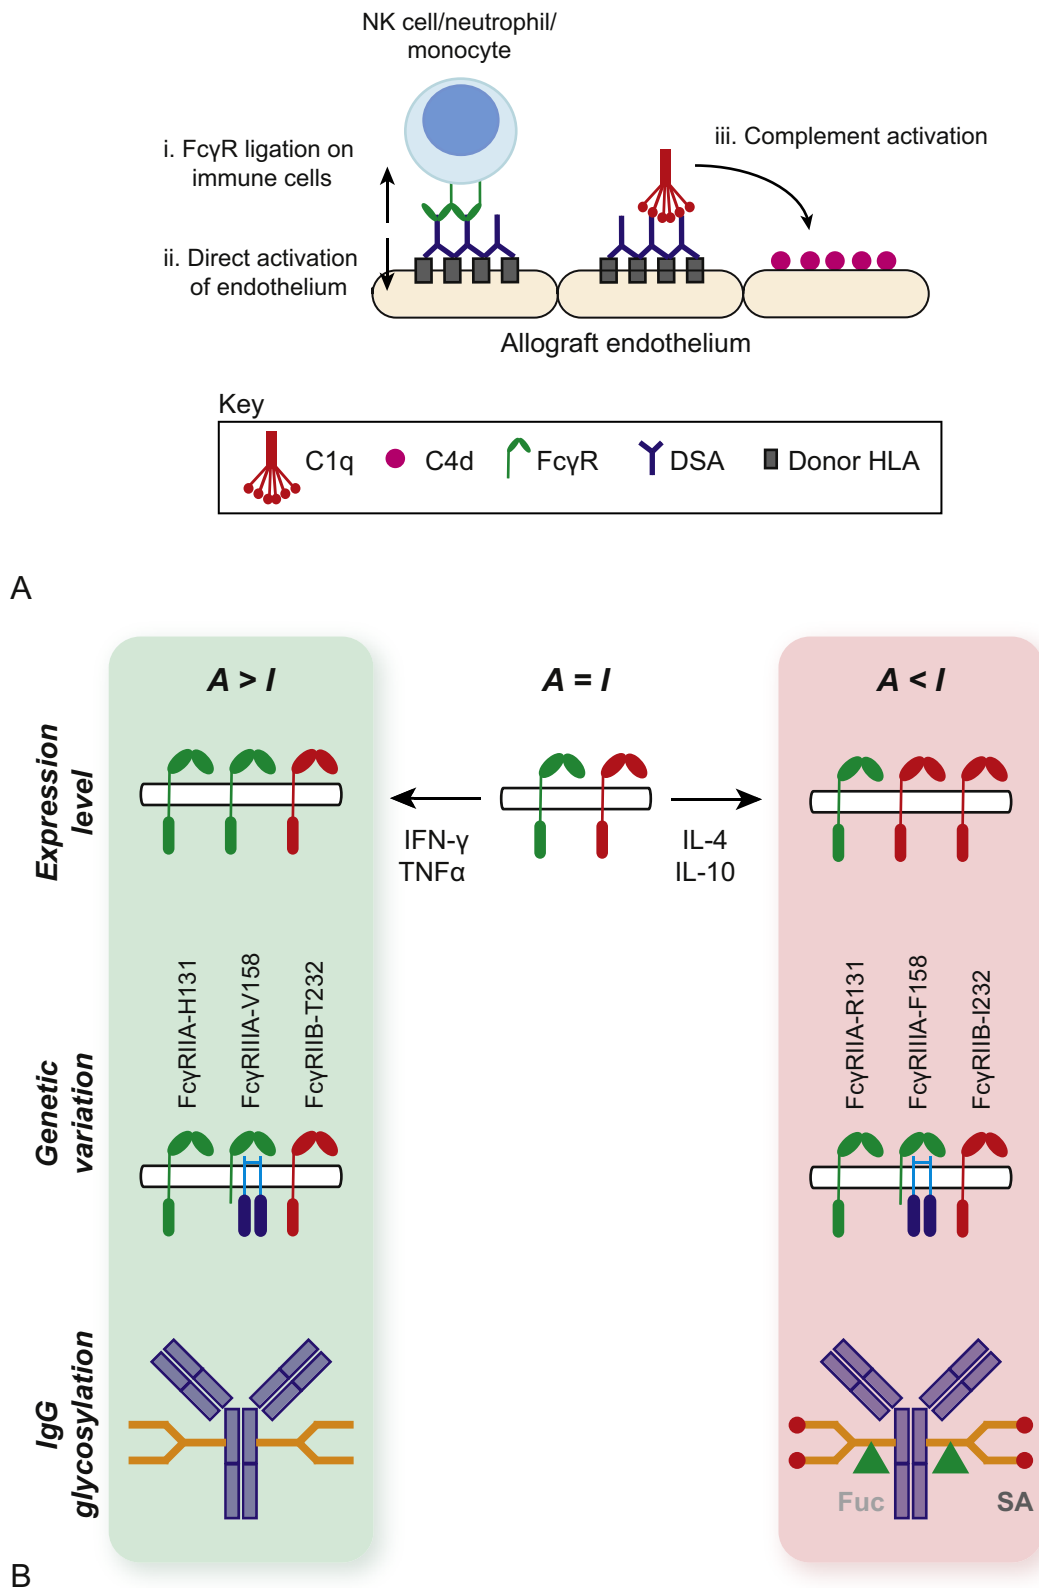 NK cell/neutrophil/
monocyte
i. FcγR ligation on
immune cells
iii. Complement activation
ii. Direct activation
of endothelium
Allograft endothelium
Key
C1q
C4d
FcγR
DSA
Donor HLA
A
A > I
A = I
A < I
Expression
level
IFN-γ
TNFα
IL-4
IL-10
Genetic
variation
FcγRIIA-H131
FcγRIIIA-V158
FcγRIIB-T232
FcγRIIA-R131
FcγRIIIA-F158
FcγRIIB-I232
IgG
glycosylation
Fuc
SA
B